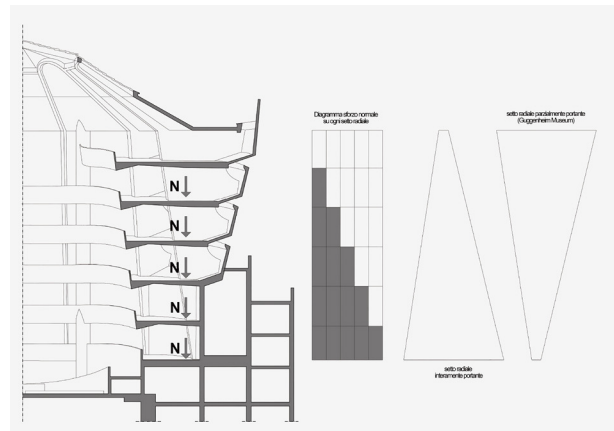 Diagramma sforzo normale
su ogni setto radiale
setto radiale parzialmente portante
(Guggenheim Museum)
N
N
N
N
N
setto radiale
interamente portante